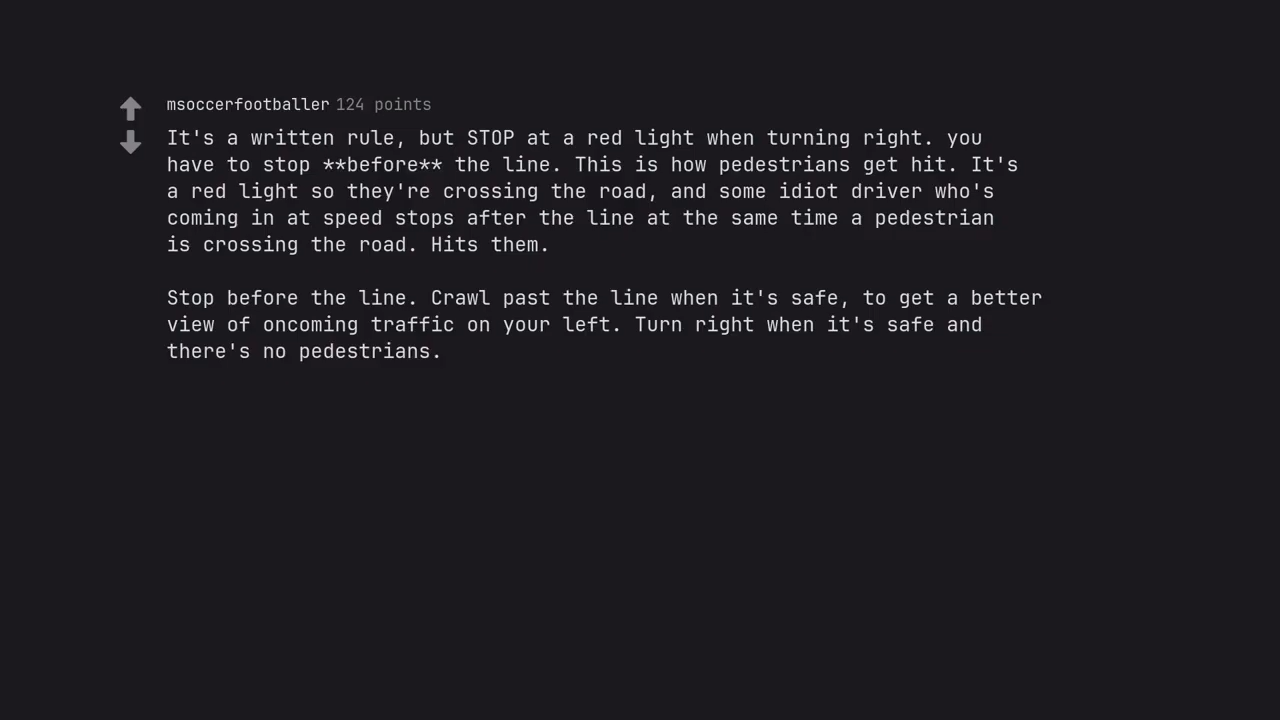 msoccerfootballer 124 points
It's a written rule, but STOP at a red light when turning right. you
have to stop **before** the line. This is how pedestrians get hit. It's
a red light so they're crossing the road, and some idiot driver who's
coming in at speed stops after the line at the same time a pedestrian
is crossing the road. Hits them.
Stop before the line. Crawl past the line when it's safe, to get a better
view of oncoming traffic on your left. Turn right when it's safe and
there's no pedestrians.